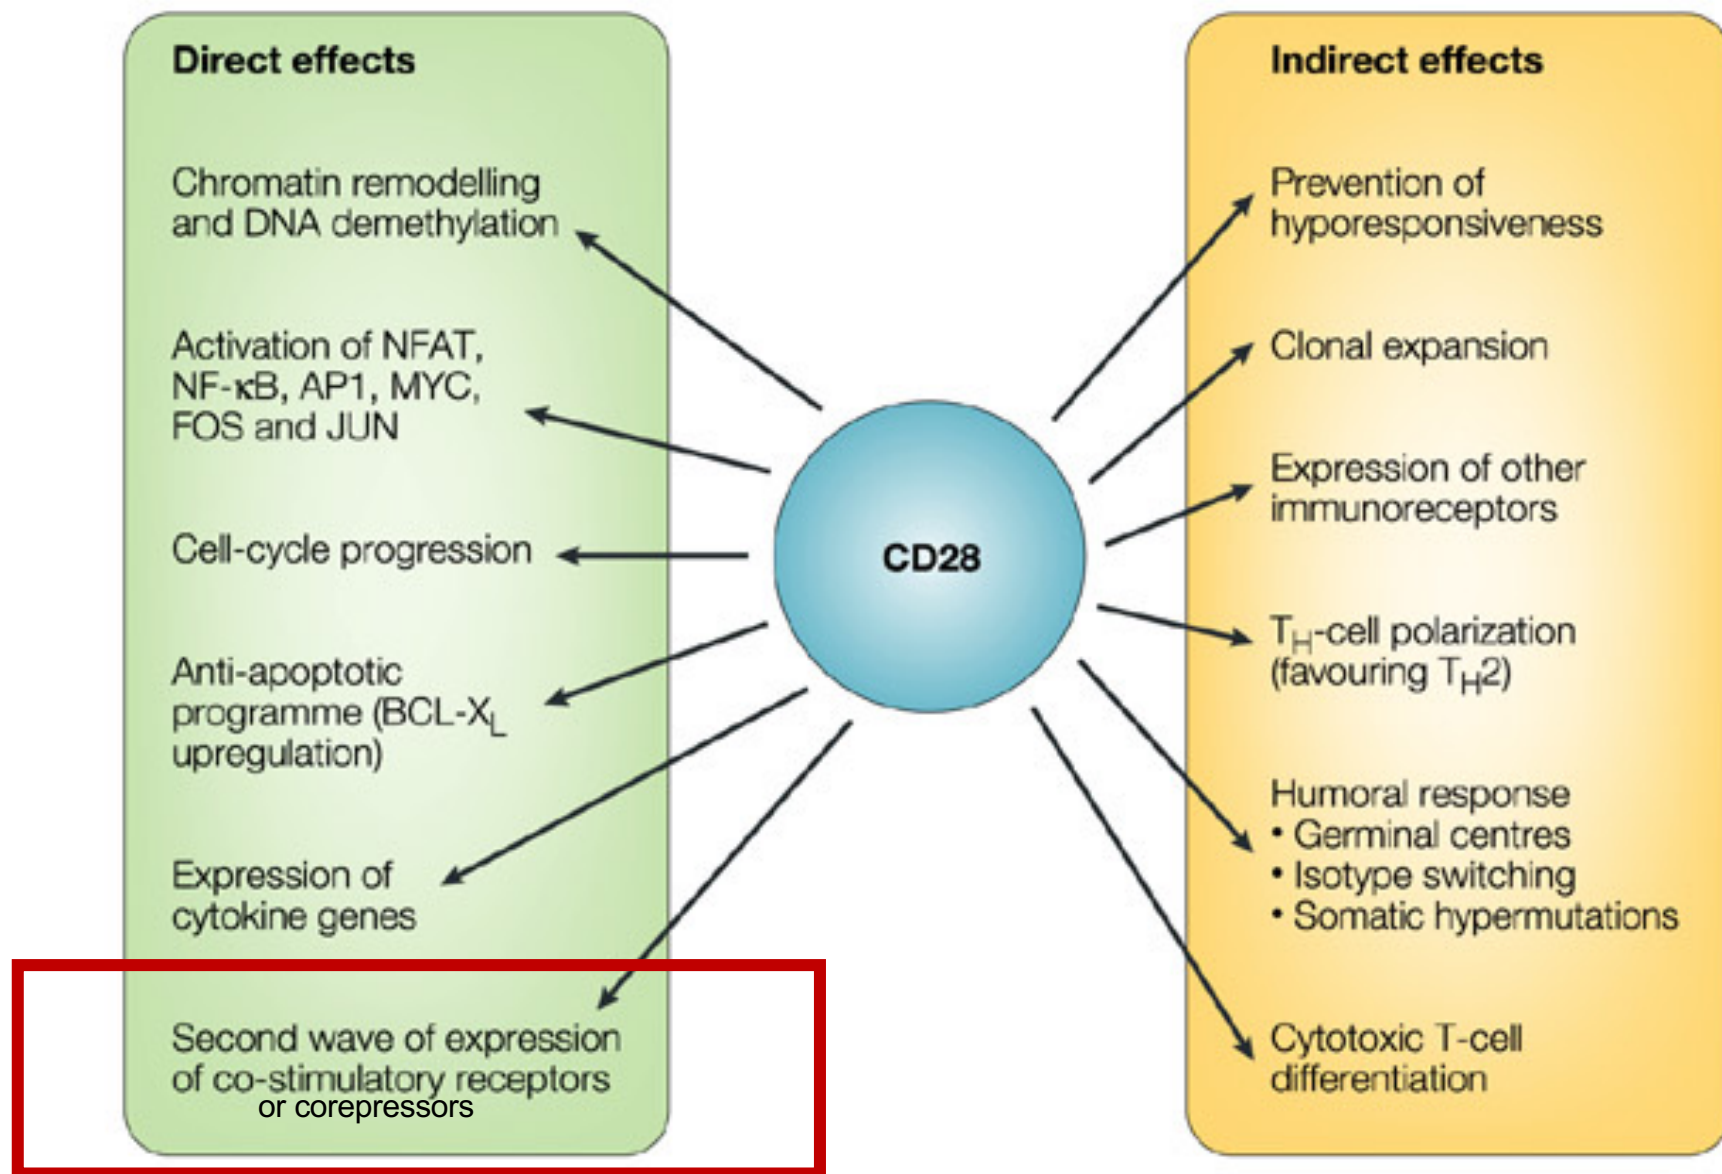 Direct effects
Chromatin remodelling
and DNA demethylation
Activation of NFAT,
NF-κB, AP1, MYC,
FOS and JUN
Cell-cycle progression
Anti-apoptotic
programme (BCL-XL
upregulation)
Expression of
cytokine genes
Second wave of expression
of co-stimulatory receptors
or corepressors
CD28
Indirect effects
Prevention of
hyporesponsiveness
Clonal expansion
Expression of other
immunoreceptors
TH-cell polarization
(favouring TH2)
Humoral response
• Germinal centres
• Isotype switching
• Somatic hypermutations
Cytotoxic T-cell
differentiation